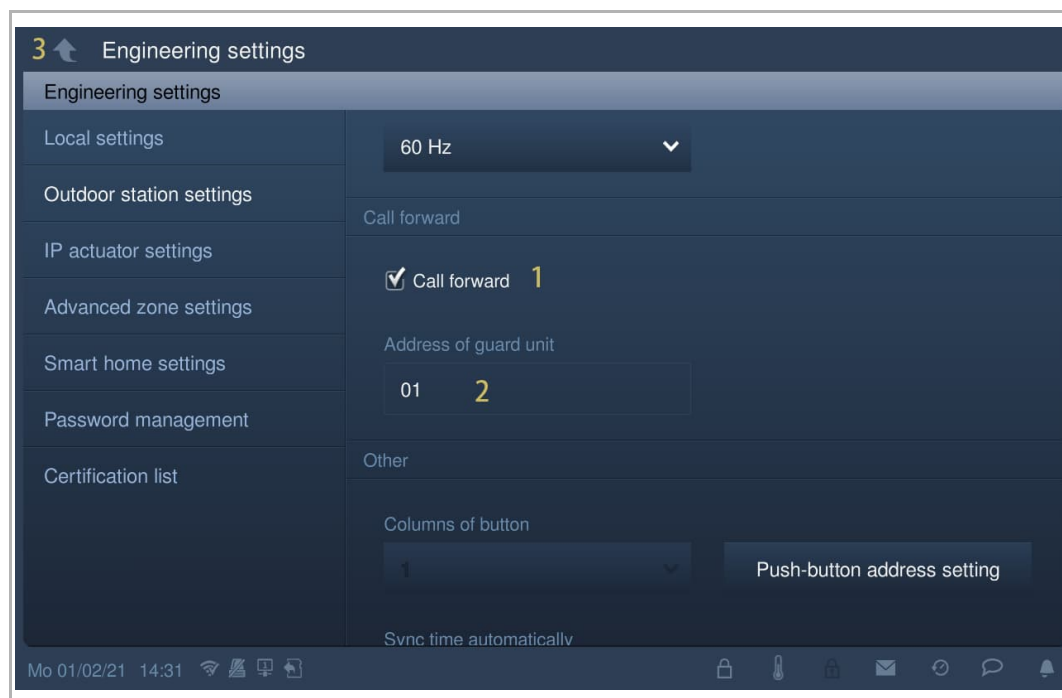 3 Engineering settings
Engineering settings
Local settings
Outdoor station settings
IP actuator settings
Advanced zone settings
Smart home settings
Password management
Certification list
60 Hz
Call forward
Call forward 1
Address of guard unit
01 2
Other
Columns of button
1
Push-button address setting
Sync time automatically
Mo 01/02/21 14:31